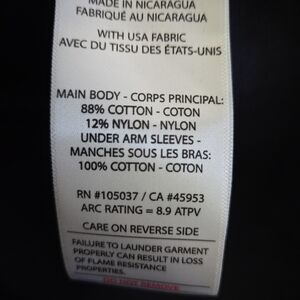 MADE IN NICARAGUA
FABRIQUÉ AU NICARAGUA
WITH USA FABRIC
AVEC DU TISSU DES ÉTATS-UNIS
MAIN BODY - CORPS PRINCIPAL:
88% COTTON - COTON
12% NYLON - NYLON
UNDER ARM SLEEVES -
MANCHES SOUS LES BRAS:
100% COTTON - COTON
RN #105037 / CA #45953
ARC RATING = 8.9 ATPV
CARE ON REVERSE SIDE
FAILURE TO LAUNDER GARMENT
PROPERLY CAN RESULT IN LOSS
OF FLAME RESISTANCE
PROPERTIES.
DO NOT REMOVE